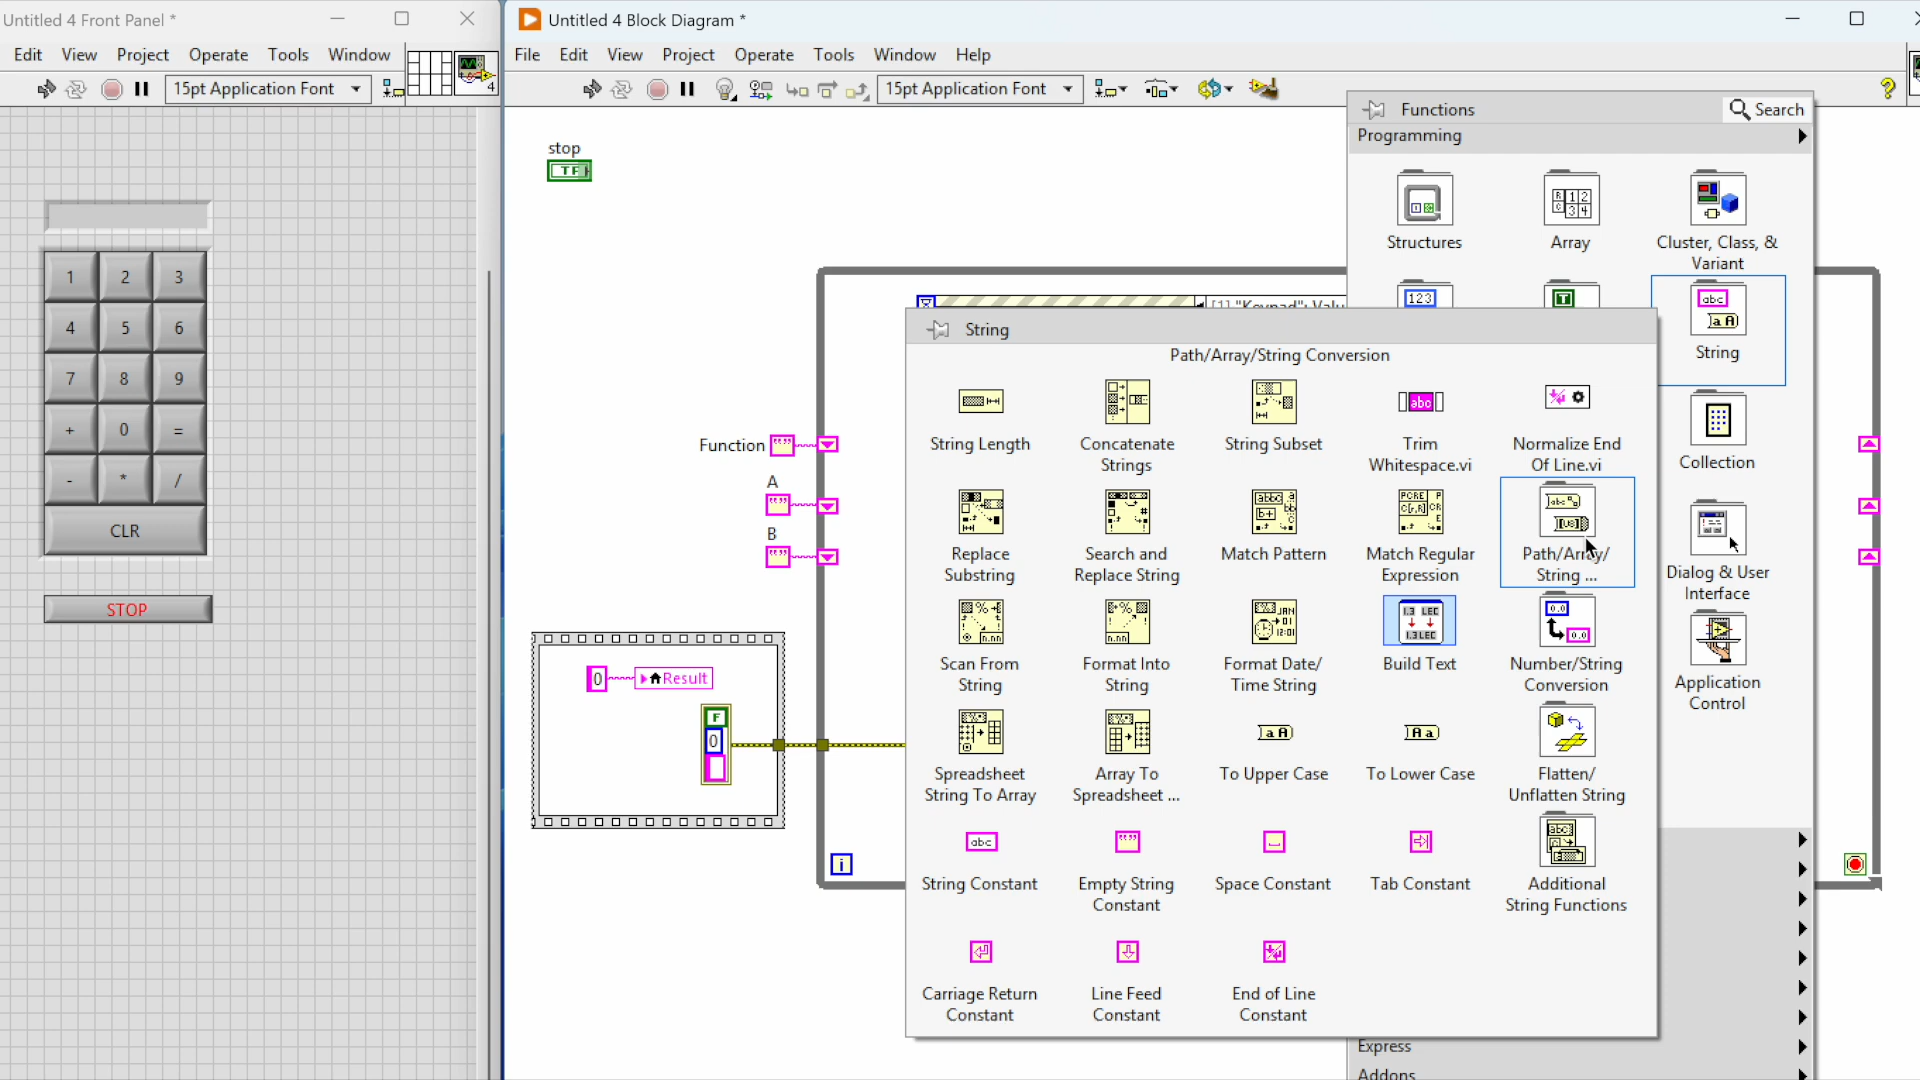 Untitled 4 Front Panel *
Edit View Project Operate Tools Window
15pt Application Font
4
1 2 3
4 5 6
7 8 9
+ 0 =
- * /
CLR
STOP
Untitled 4 Block Diagram *
File Edit View Project Operate Tools Window Help
15pt Application Font
stop
TF
Function
A
B
0 Result
F
0
i
Functions
Search
Programming
Structures
Array
Cluster, Class, &
Variant
String
Collection
Dialog & User
Interface
Application
Control
Express
Addons
String
Path/Array/String Conversion
String Length
Concatenate
Strings
String Subset
Trim
Whitespace.vi
Normalize End
Of Line.vi
Replace
Substring
Search and
Replace String
Match Pattern
Match Regular
Expression
Path/Array/
String ...
Scan From
String
Format Into
String
Format Date/
Time String
Build Text
Number/String
Conversion
Spreadsheet
String To Array
Array To
Spreadsheet ...
To Upper Case
To Lower Case
Flatten/
Unflatten String
String Constant
Empty String
Constant
Space Constant
Tab Constant
Additional
String Functions
Carriage Return
Constant
Line Feed
Constant
End of Line
Constant